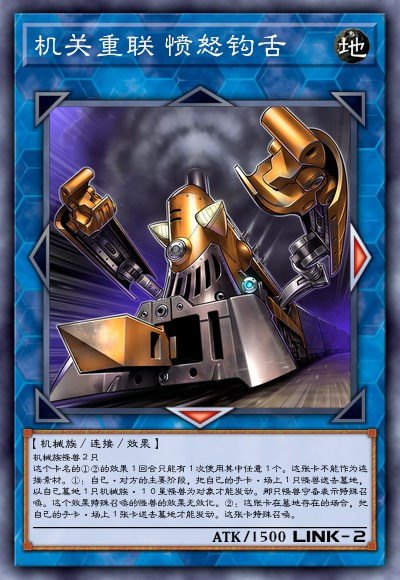 机关重联 愤怒钩舌
地
【机械族／连接／效果】
机械族怪兽2只
这个卡名的①②的效果1回合只能有1次使用其中任意1个。这张卡不能作为连
接素材。①：自己·对方的主要阶段，把自己的手卡·场上1只怪兽送去墓地，
以自己墓地1只机械族·10星怪兽为对象才能发动。那只怪兽守备表示特殊召
唤。这个效果特殊召唤的怪兽的效果无效化。②：这张卡在墓地存在的场合，把
自己的手卡·场上1张卡送去墓地才能发动。这张卡特殊召唤。
ATK/1500 LINK-2